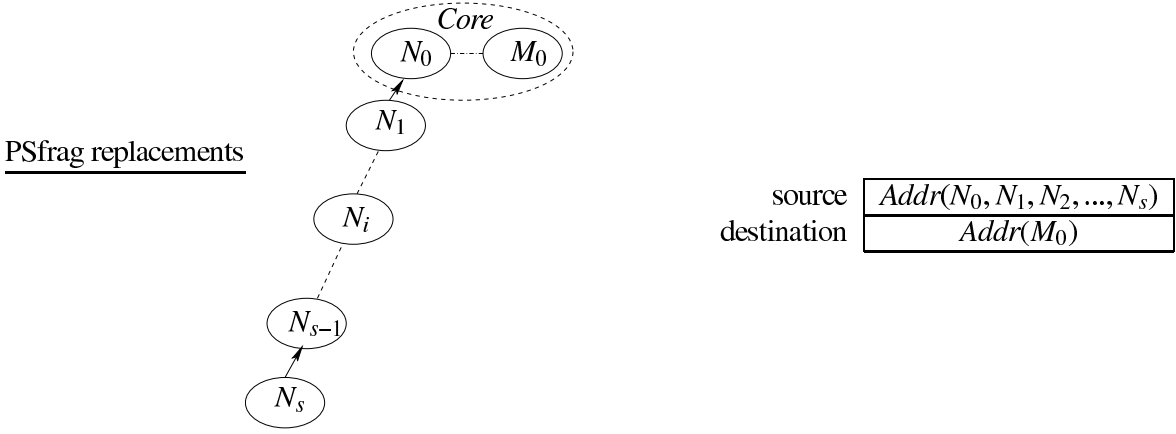 Core
N0 M0
N1
PSfrag replacements
Ni
source Addr(N0, N1, N2, ..., Ns)
destination Addr(M0)
Ns−1
Ns